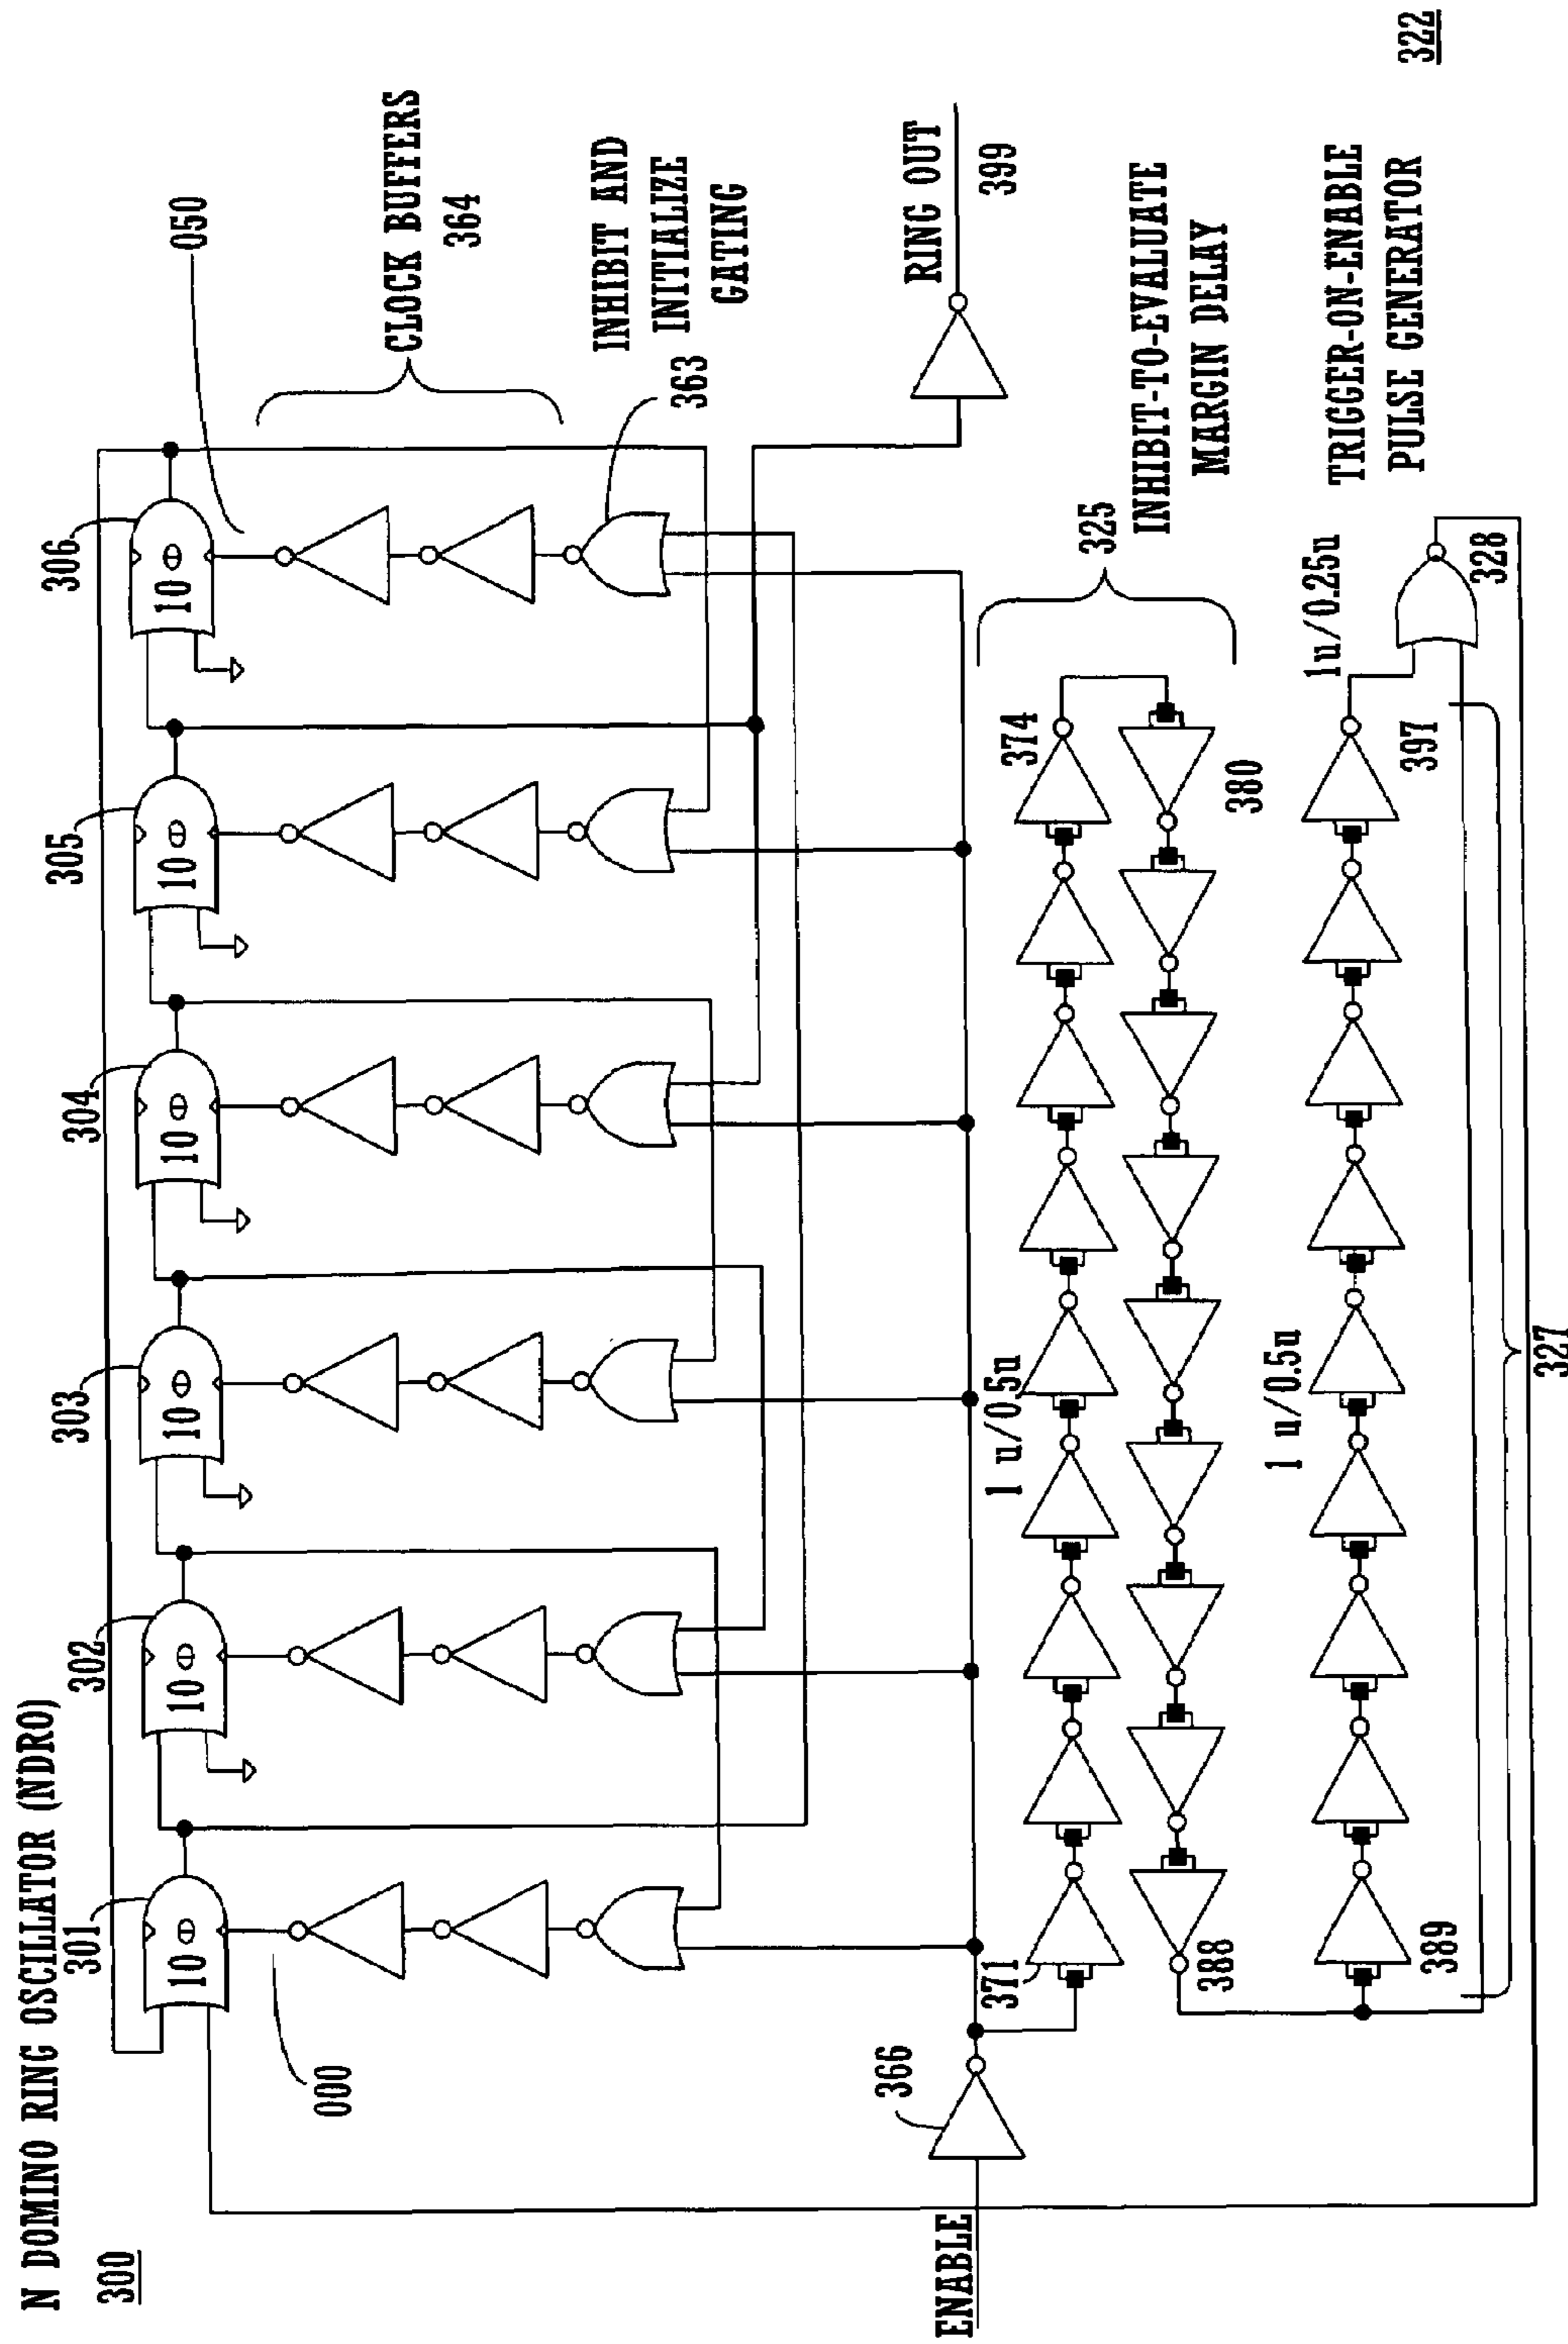 N DOMINO RING OSCILLATOR (NDRO)
300
301
302
303
304
305
306
10 θ
10 θ
10 θ
10 θ
10 θ
10 θ
000
050
CLOCK BUFFERS
364
INHIBIT AND
INITIALIZE
GATING
363
ENABLE
366
RING OUT
399
371
1 u/0.5u
374
325
INHIBIT-TO-EVALUATE
MARGIN DELAY
388
380
389
1 u/0.5u
397
1u/0.25u
TRIGGER-ON-ENABLE
PULSE GENERATOR
328
327
322